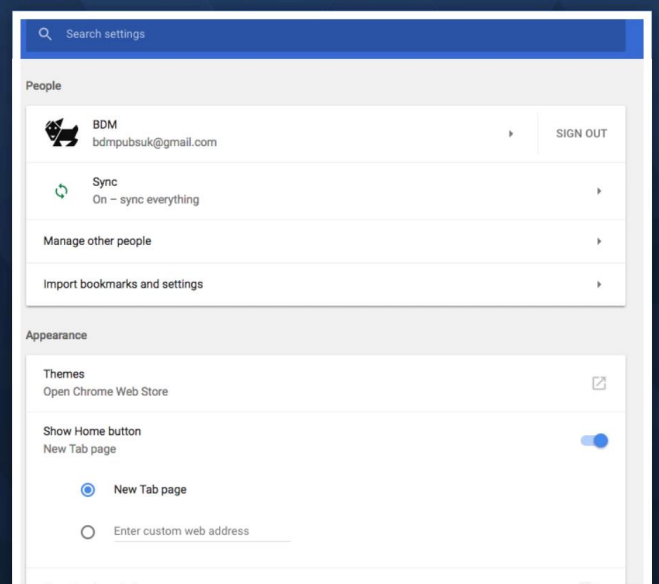 Search settings
People
BDM
bdmpubsuk@gmail.com
SIGN OUT
Sync
On – sync everything
Manage other people
Import bookmarks and settings
Appearance
Themes
Open Chrome Web Store
Show Home button
New Tab page
New Tab page
Enter custom web address